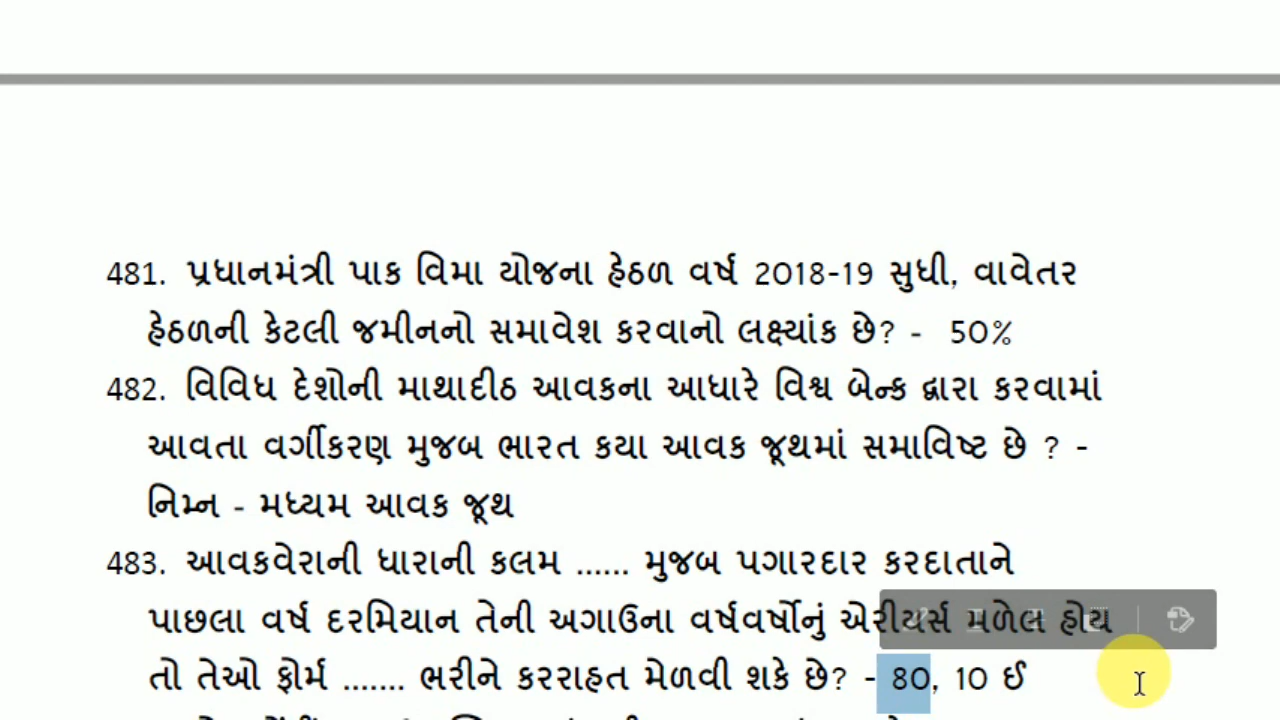 481. પ્રધાનમંત્રી પાક વિમા યોજના હેઠળ વર્ષ 2018-19 સુધી, વાવેતર
હેઠળની કેટલી જમીનનો સમાવેશ કરવાનો લક્ષ્યાંક છે? - 50%
482. વિવિધ દેશોની માથાદીઠ આવકના આધારે વિશ્વ બેન્ક દ્વારા કરવામાં
આવતા વર્ગીકરણ મુજબ ભારત કયા આવક જૂથમાં સમાવિષ્ટ છે ? -
નિમ્ન - મધ્યમ આવક જૂથ
483. આવકવેરાની ધારાની કલમ ...... મુજબ પગારદાર કરદાતાને
પાછલા વર્ષ દરમિયાન તેની અગાઉના વર્ષવર્ષોનું એરીયર્સ મળેલ હોય
તો તેઓ ફોર્મ ....... ભરીને કરરાહત મેળવી શકે છે? - 80, 10 ઈ